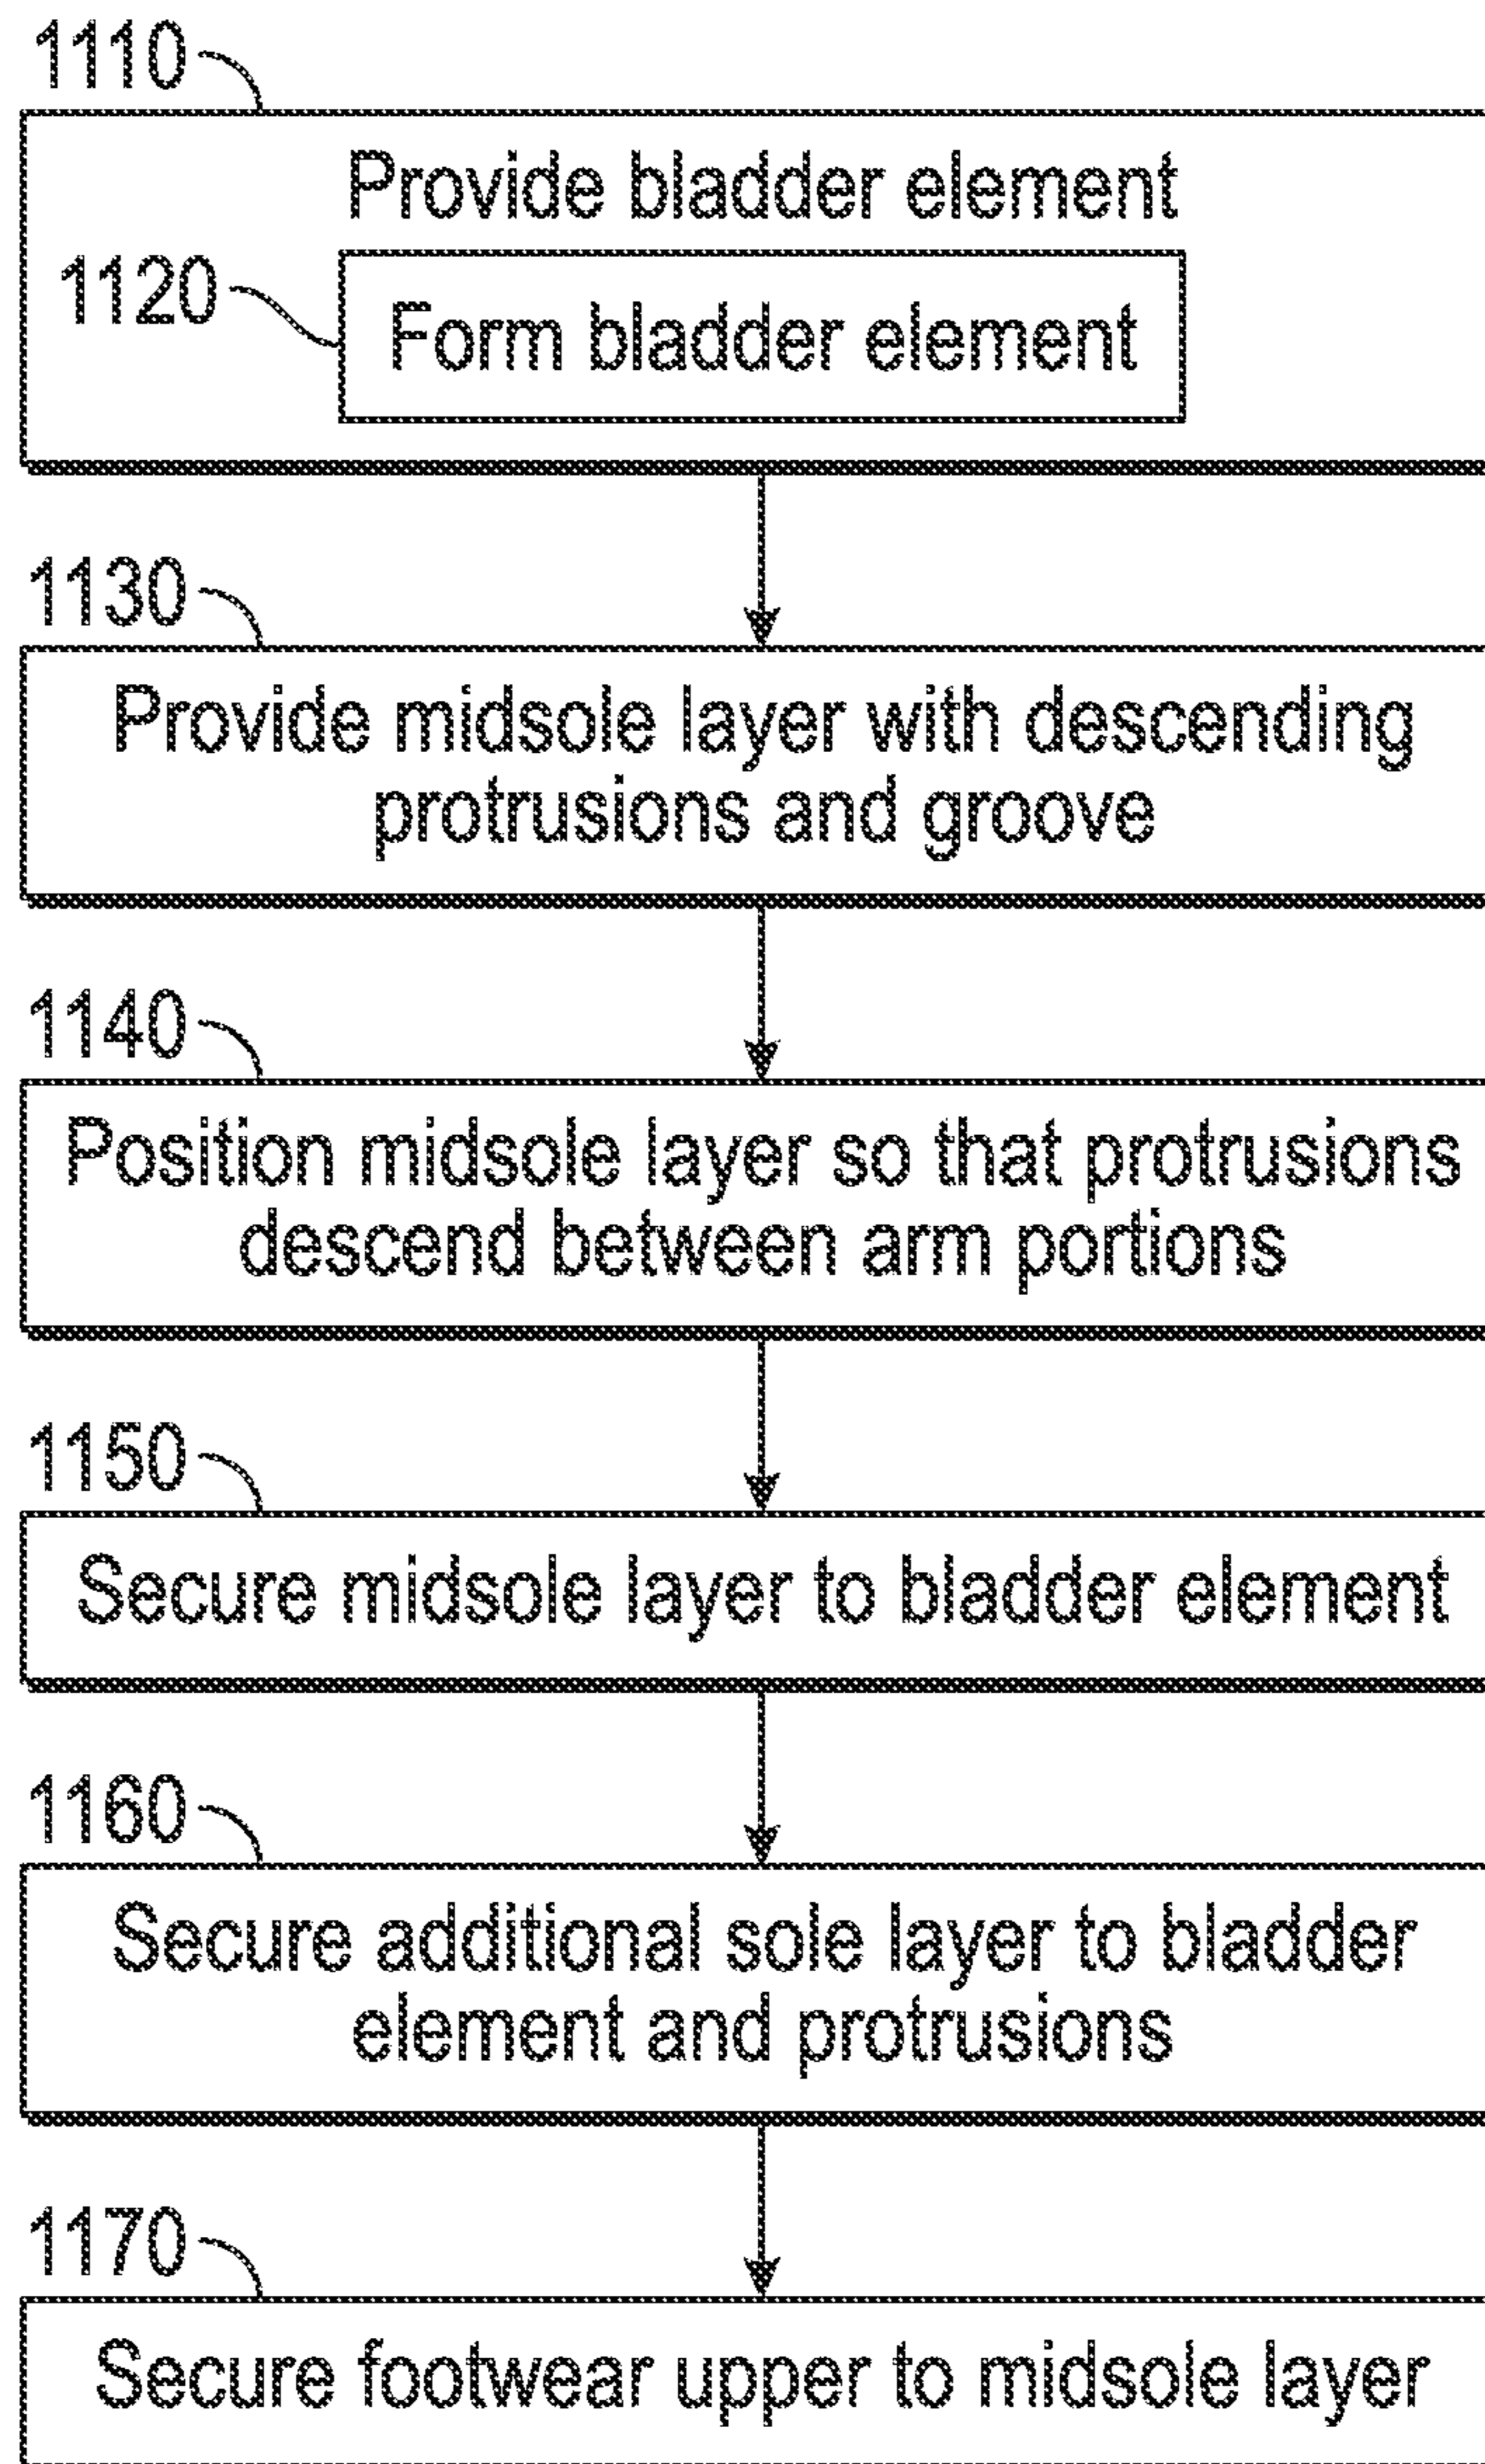 1110
Provide bladder element
1120
Form bladder element
1130
Provide midsole layer with descending
protrusions and groove
1140
Position midsole layer so that protrusions
descend between arm portions
1150
Secure midsole layer to bladder element
1160
Secure additional sole layer to bladder
element and protrusions
1170
Secure footwear upper to midsole layer